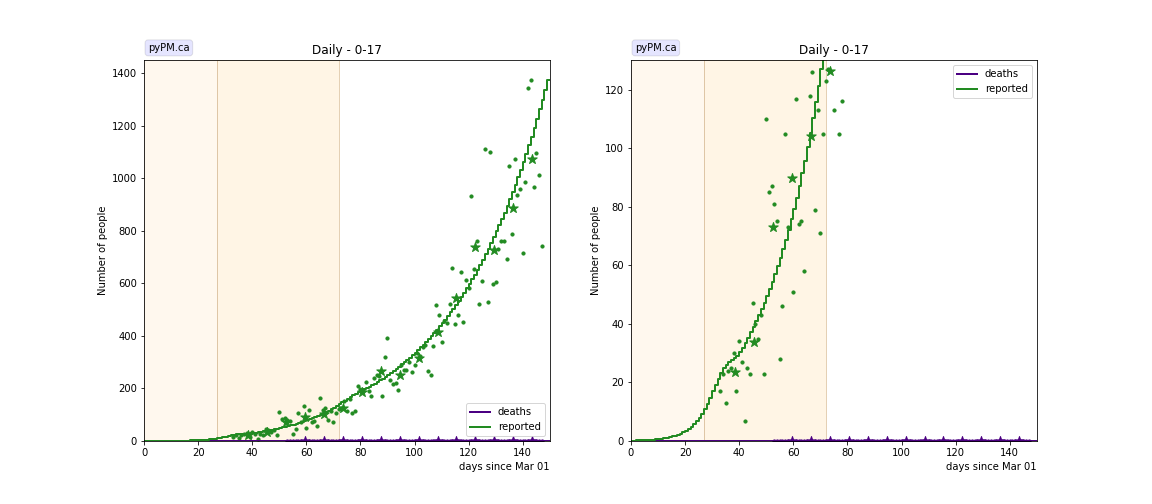 pyPM.ca
Daily - 0-17
Number of people
1400
1200
1000
800
600
400
200
0
0 20 40 60 80 100 120 140
days since Mar 01
deaths
reported
pyPM.ca
Daily - 0-17
Number of people
120
100
80
60
40
20
0
0 20 40 60 80 100 120 140
days since Mar 01
deaths
reported